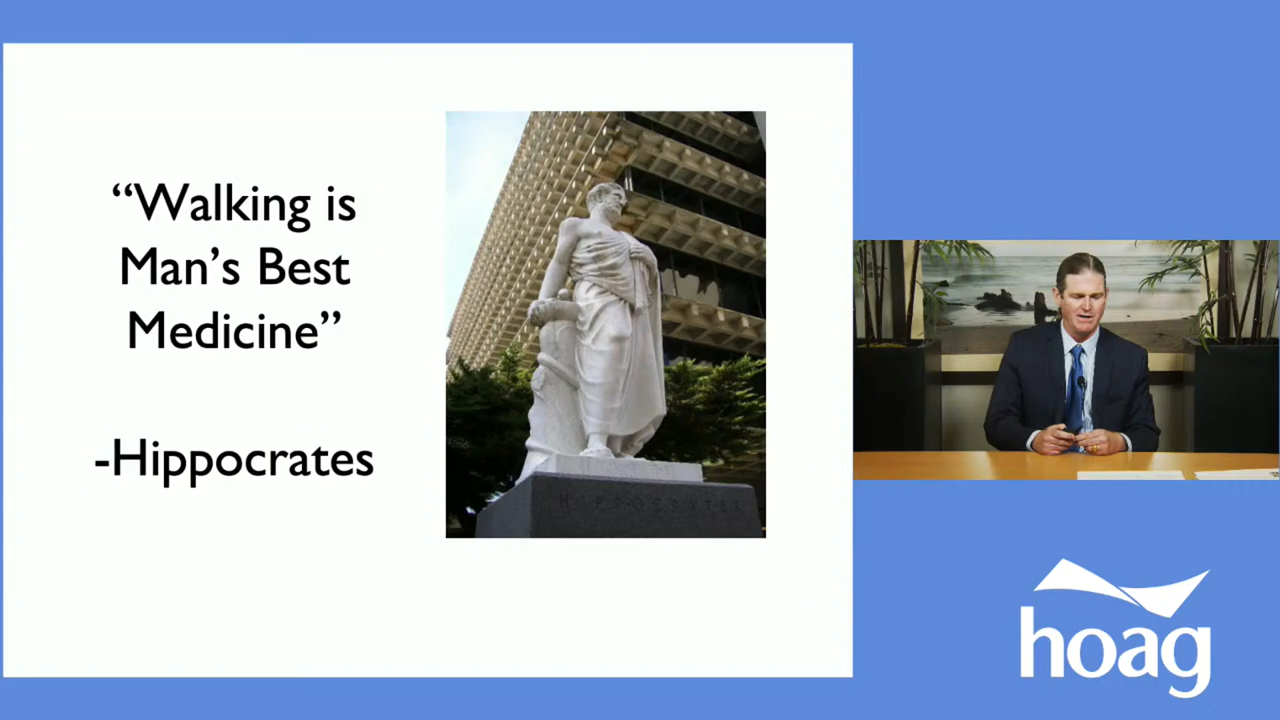 “Walking is
Man’s Best
Medicine”
-Hippocrates
HIPPOCRATES
hoag